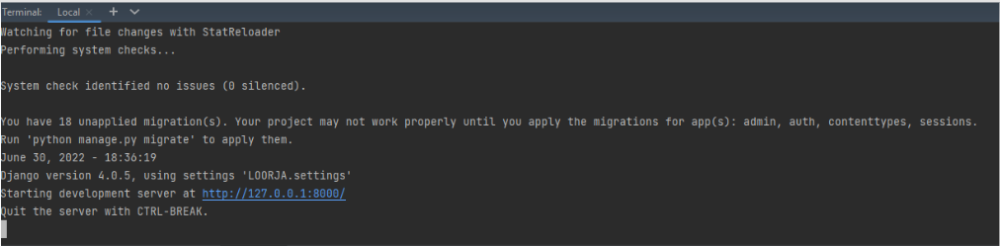 Terminal: Local × +
Watching for file changes with StatReloader
Performing system checks...
System check identified no issues (0 silenced).
You have 18 unapplied migration(s). Your project may not work properly until you apply the migrations for app(s): admin, auth, contenttypes, sessions.
Run 'python manage.py migrate' to apply them.
June 30, 2022 - 18:36:19
Django version 4.0.5, using settings 'LOORJA.settings'
Starting development server at http://127.0.0.1:8000/
Quit the server with CTRL-BREAK.